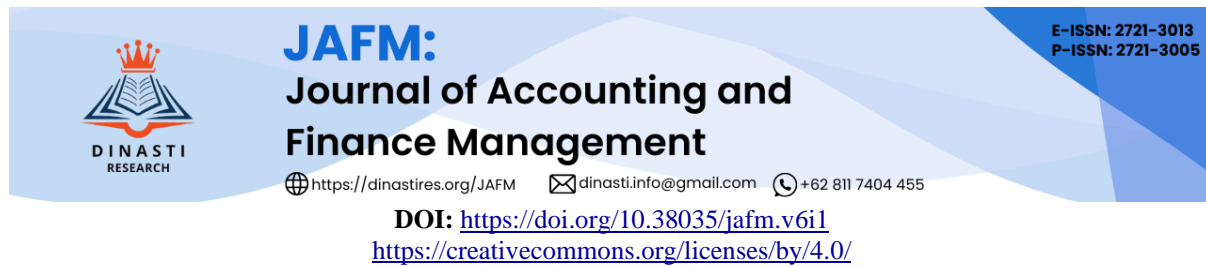 JAFM:
Journal of Accounting and
Finance Management
DINASTI
RESEARCH
E-ISSN: 2721-3013
P-ISSN: 2721-3005
https://dinastires.org/JAFM dinasti.info@gmail.com +62 811 7404 455
DOI: https://doi.org/10.38035/jafm.v6i1
https://creativecommons.org/licenses/by/4.0/